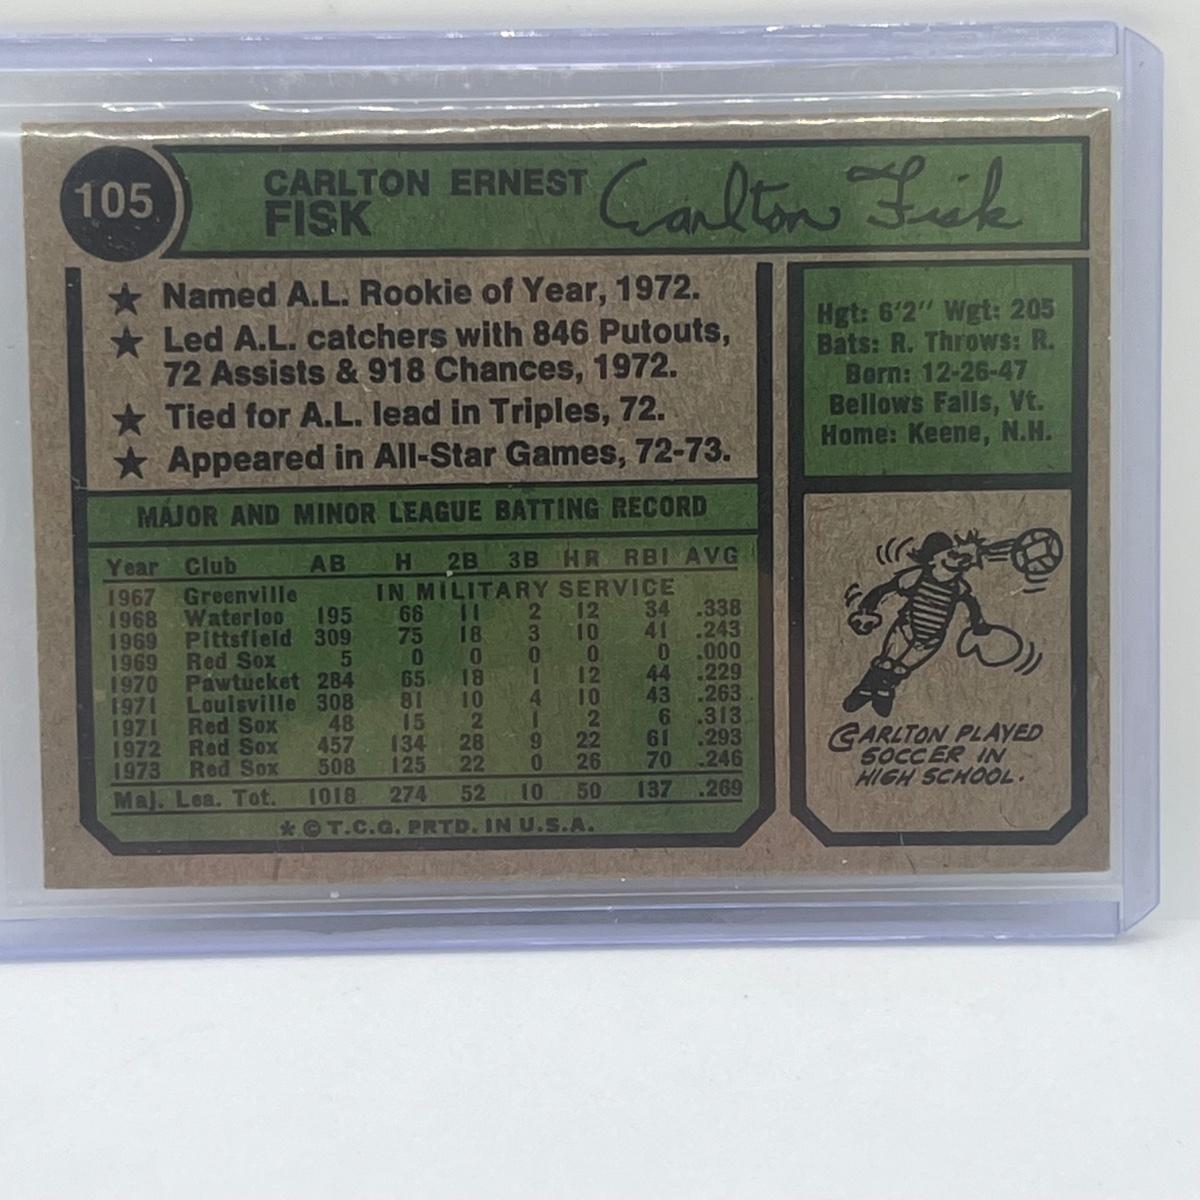 105
CARLTON ERNEST
FISK
Carlton Fisk
★ Named A.L. Rookie of Year, 1972.
★ Led A.L. catchers with 846 Putouts,
72 Assists & 918 Chances, 1972.
★ Tied for A.L. lead in Triples, 72.
★ Appeared in All-Star Games, 72-73.
Hgt: 6'2" Wgt: 205
Bats: R. Throws: R.
Born: 12-26-47
Bellows Falls, Vt.
Home: Keene, N.H.
MAJOR AND MINOR LEAGUE BATTING RECORD
Year Club AB H 2B 3B HR RBI AVG
1967 Greenville IN MILITARY SERVICE
1968 Waterloo 195 66 11 2 12 34 .338
1969 Pittsfield 309 75 18 3 10 41 .243
1969 Red Sox 5 0 0 0 0 0 .000
1970 Pawtucket 284 65 18 1 12 44 .229
1971 Louisville 308 81 10 4 10 43 .263
1971 Red Sox 48 15 2 1 2 6 .313
1972 Red Sox 457 134 28 9 22 61 .293
1973 Red Sox 508 125 22 0 26 70 .246
Maj. Lea. Tot. 1018 274 52 10 50 137 .269
* © T.C.G. PRTD. IN U.S.A.
CARLTON PLAYED
SOCCER IN
HIGH SCHOOL.